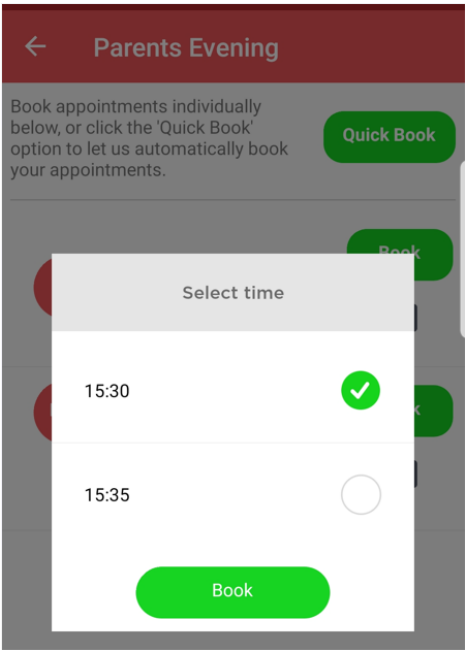 Parents Evening
Book appointments individually
below, or click the 'Quick Book'
option to let us automatically book
your appointments.
Quick Book
Book
Select time
15:30
15:35
Book